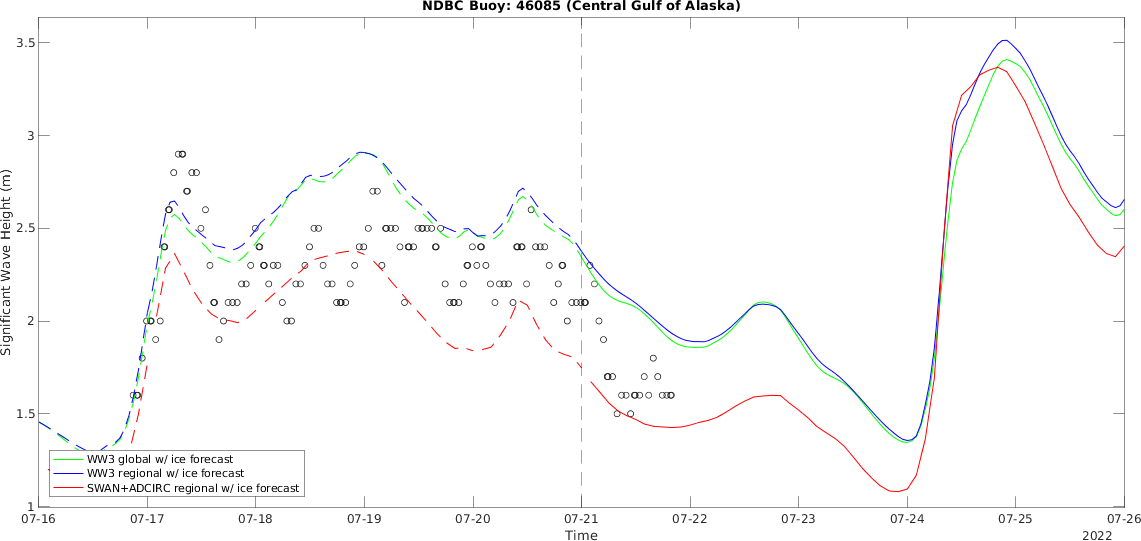 NDBC Buoy: 46085 (Central Gulf of Alaska)
3.5
3
2.5
2
1.5
1
Significant Wave Height (m)
WW3 global w/ ice forecast
WW3 regional w/ ice forecast
SWAN+ADCIRC regional w/ ice forecast
07-16 07-17 07-18 07-19 07-20 07-21 07-22 07-23 07-24 07-25 07-26
Time
2022